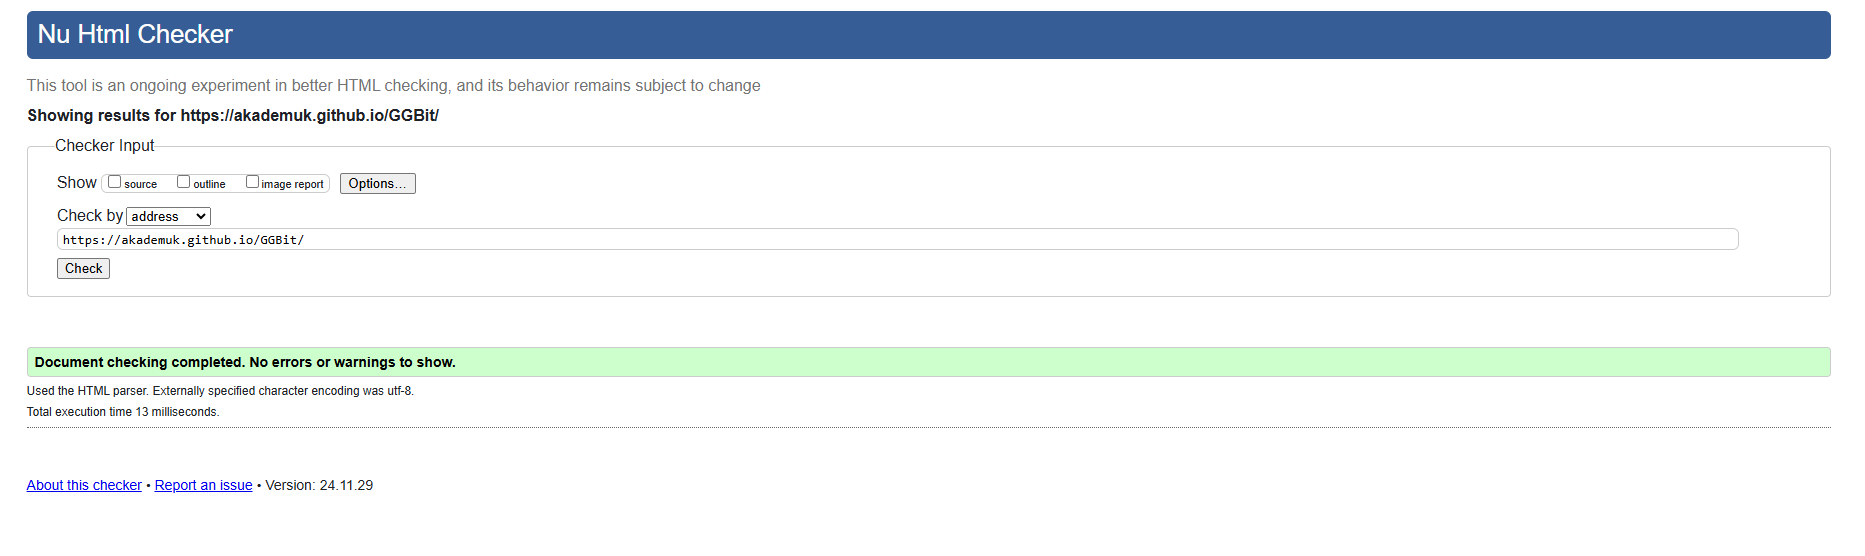 Nu Html Checker
This tool is an ongoing experiment in better HTML checking, and its behavior remains subject to change
Showing results for https://akademuk.github.io/GGBit/
Checker Input
Show source outline image report Options...
Check by address
https://akademuk.github.io/GGBit/
Check
Document checking completed. No errors or warnings to show.
Used the HTML parser. Externally specified character encoding was utf-8.
Total execution time 13 milliseconds.
About this checker • Report an issue • Version: 24.11.29